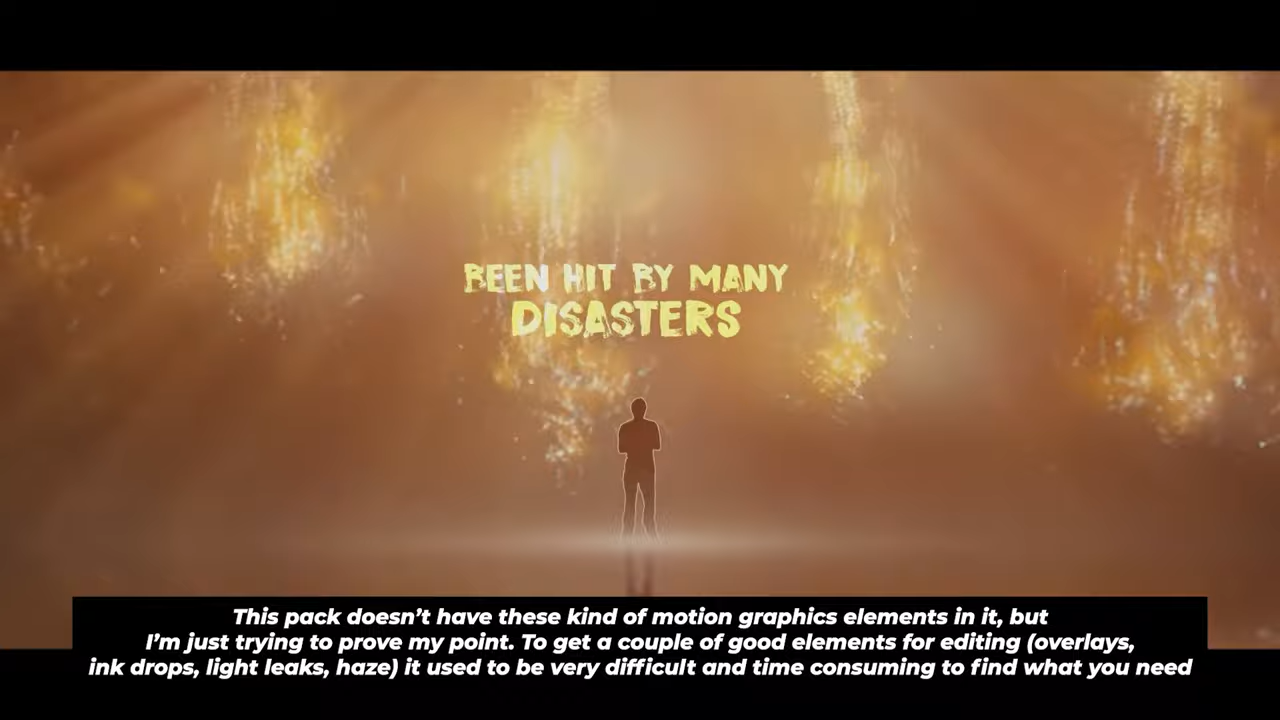 BEEN HIT BY MANY
DISASTERS
This pack doesn’t have these kind of motion graphics elements in it, but
I’m just trying to prove my point. To get a couple of good elements for editing (overlays,
ink drops, light leaks, haze) it used to be very difficult and time consuming to find what you need